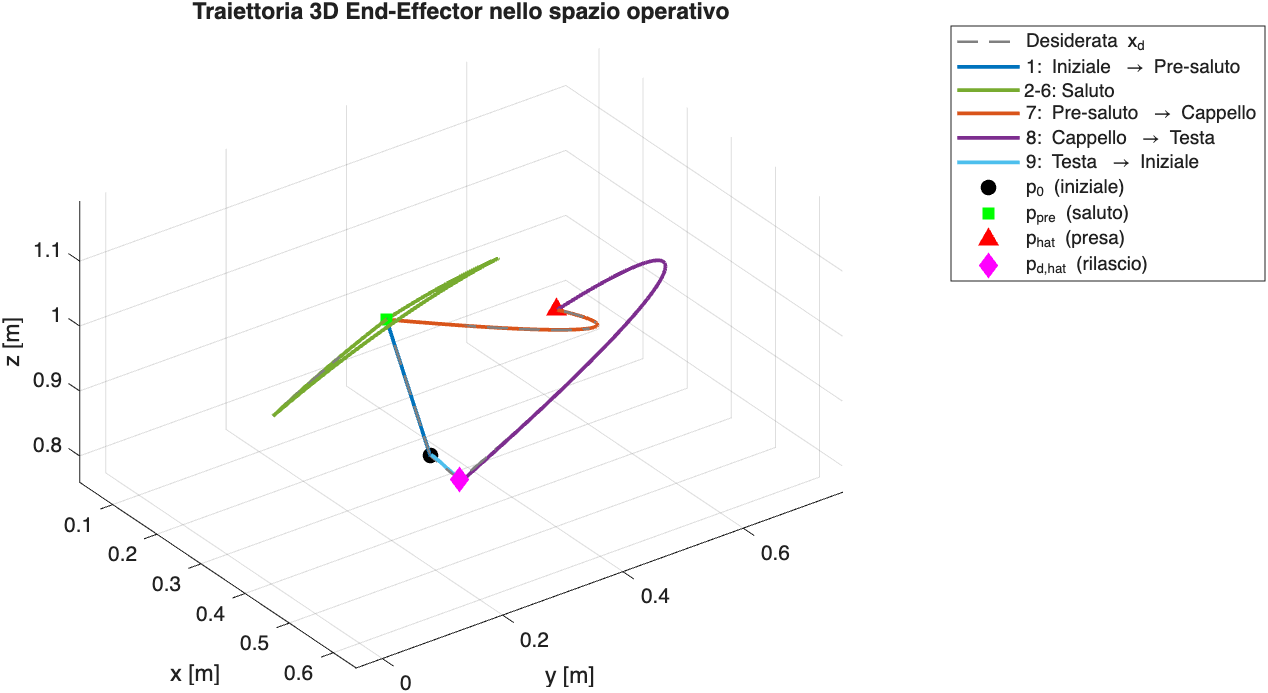 Traiettoria 3D End-Effector nello spazio operativo
Desiderata x_d
1: Iniziale → Pre-saluto
2-6: Saluto
7: Pre-saluto → Cappello
8: Cappello → Testa
9: Testa → Iniziale
p_0 (iniziale)
p_pre (saluto)
p_hat (presa)
p_d,hat (rilascio)
1.1
1
0.9
0.8
z [m]
0.1
0.2
0.3
0.4
0.5
0.6
x [m]
0
0.2
0.4
0.6
y [m]